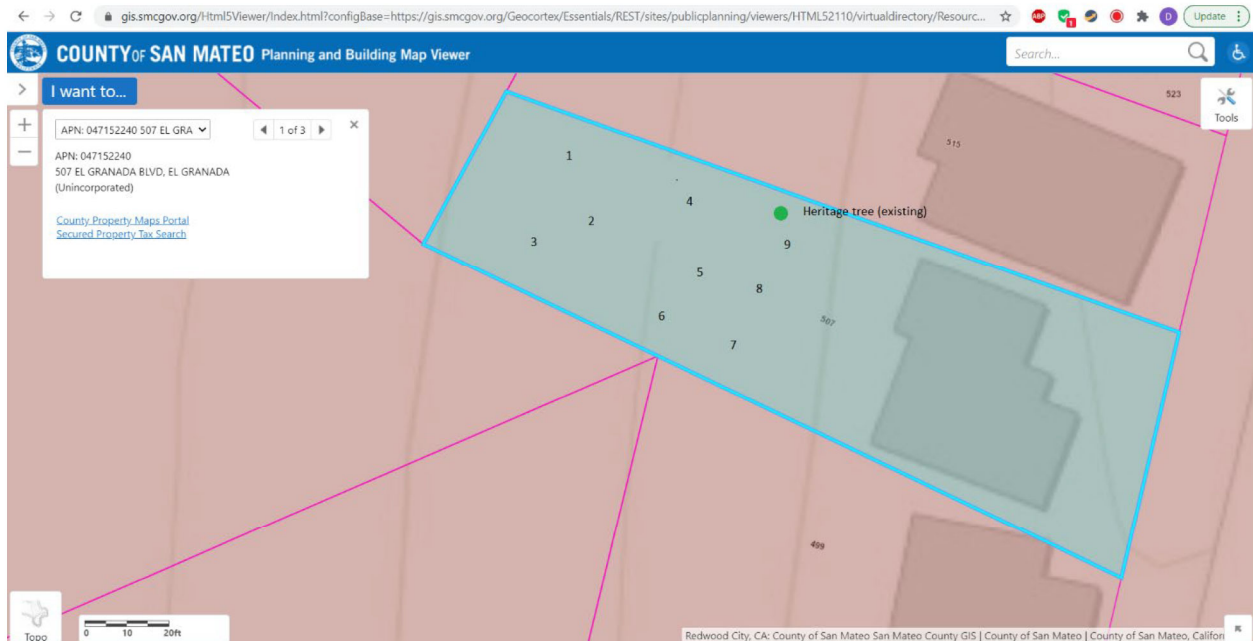 gis.smcgov.org/Html5Viewer/Index.html?configBase=https://gis.smcgov.org/Geocortex/Essentials/REST/sites/publicplanning/viewers/HTML52110/virtualdirectory/Resourc...
ABP
1
D
Update
COUNTY OF SAN MATEO Planning and Building Map Viewer
Search...
I want to...
Tools
APN: 047152240 507 EL GRA
1 of 3
APN: 047152240
507 EL GRANADA BLVD, EL GRANADA
(Unincorporated)
County Property Maps Portal
Secured Property Tax Search
523
515
1
4
Heritage tree (existing)
2
3
9
5
8
6
507
7
499
Topo
0 10 20ft
Redwood City, CA: County of San Mateo San Mateo County GIS | County of San Mateo | County of San Mateo, Califor